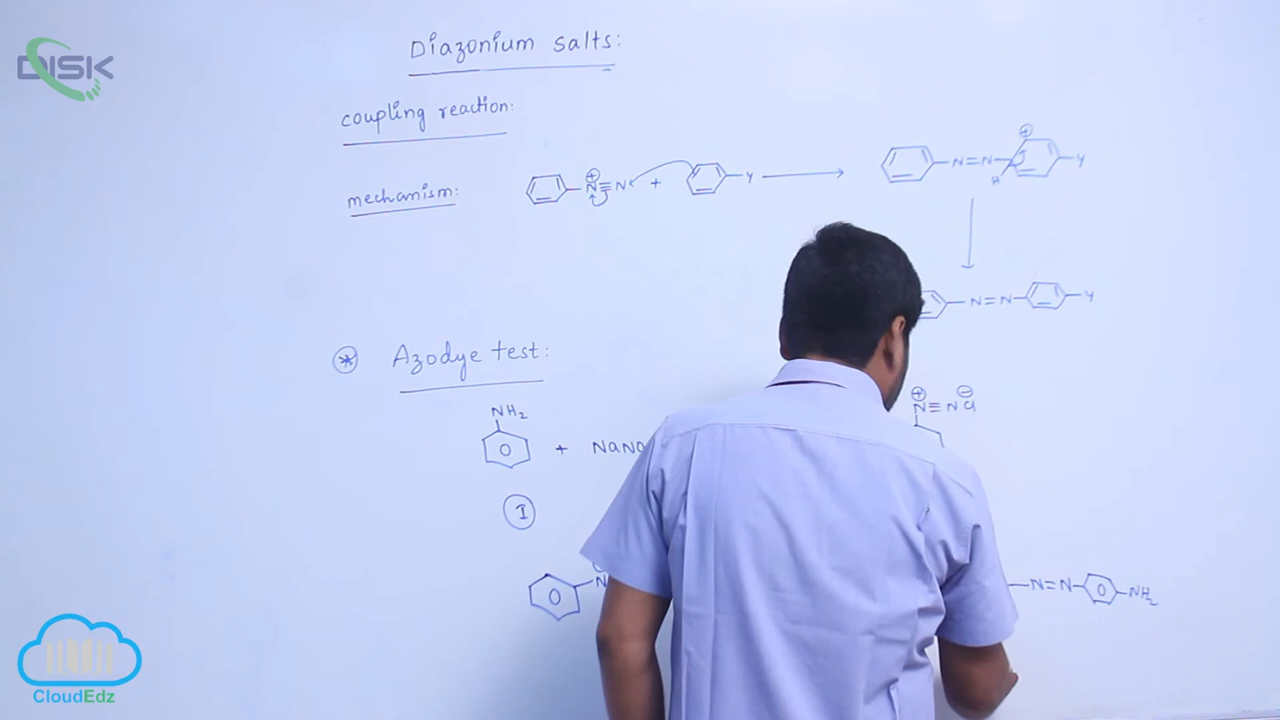 DISK
Diazonium salts:
coupling reaction:
mechanism:
⊕
N≡N + Y
⊕
N=N Y
H
N=N Y
* Azodye test:
NH2
+ NaNO
⊕ ⊖
N≡N Cl
I
N
N=N NH2
CloudEdz